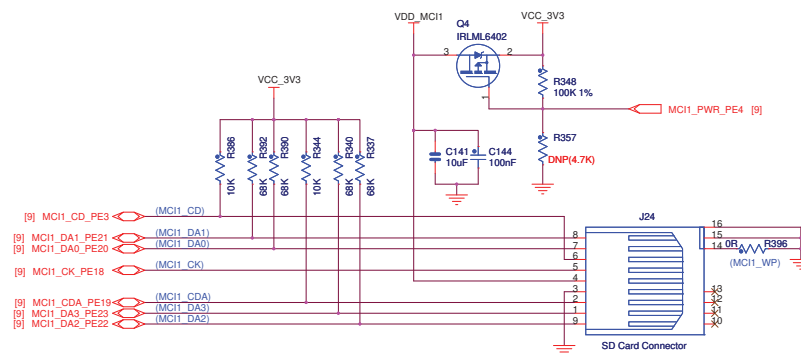 VDD_MCI1
Q4
IRLML6402
VCC_3V3
3
2
1
R348
100K 1%
MCI1_PWR_PE4 [9]
VCC_3V3
R386
10K
R392
68K
R390
68K
R344
10K
R340
68K
R337
68K
C141
10uF
C144
100nF
R357
DNP(4.7K)
[9] MCI1_CD_PE3
(MCI1_CD)
[9] MCI1_DA1_PE21
(MCI1_DA1)
[9] MCI1_DA0_PE20
(MCI1_DA0)
[9] MCI1_CK_PE18
(MCI1_CK)
[9] MCI1_CDA_PE19
(MCI1_CDA)
[9] MCI1_DA3_PE23
(MCI1_DA3)
[9] MCI1_DA2_PE22
(MCI1_DA2)
J24
8
7
6
5
4
3
2
1
9
16
15
14
13
12
11
10
0R
R396
(MCI1_WP)
SD Card Connector